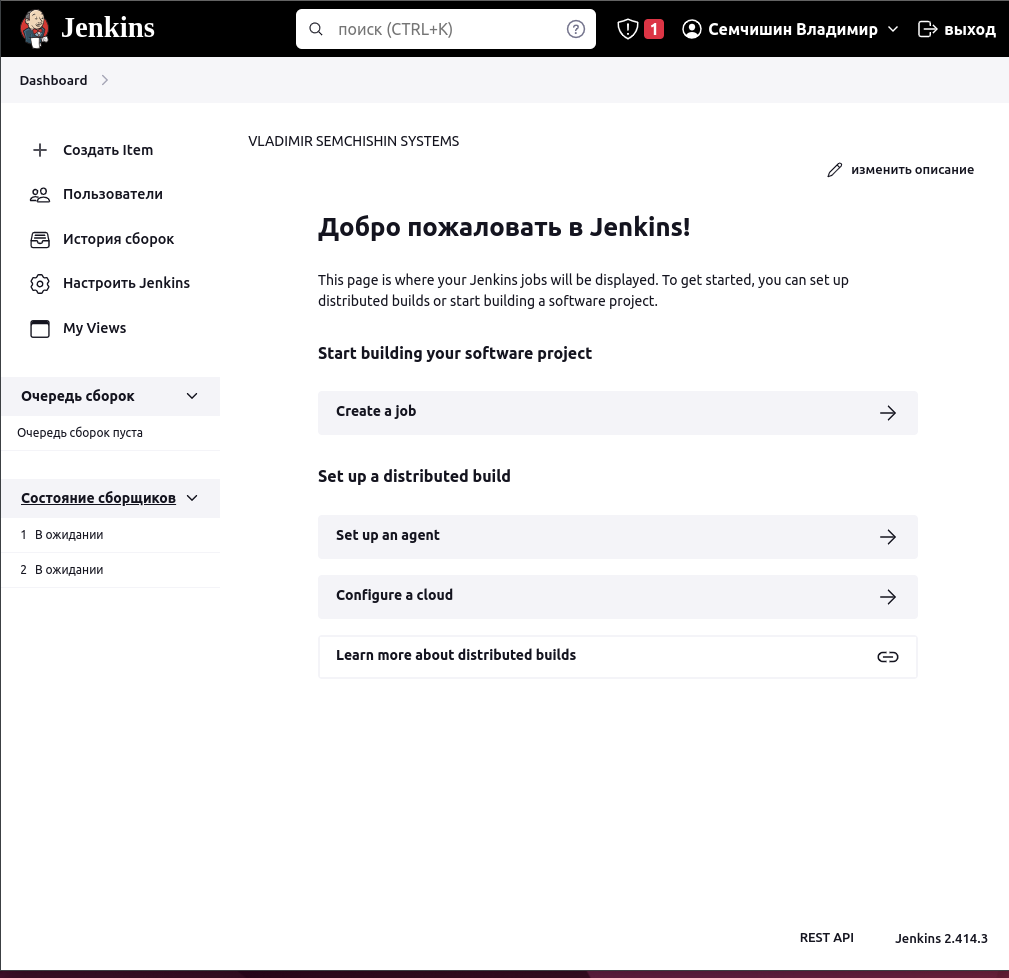 Jenkins
поиск (CTRL+K)
1
Семчишин Владимир
выход
Dashboard
Создать Item
Пользователи
История сборок
Настроить Jenkins
My Views
Очередь сборок
Очередь сборок пуста
Состояние сборщиков
1 В ожидании
2 В ожидании
VLADIMIR SEMCHISHIN SYSTEMS
изменить описание
Добро пожаловать в Jenkins!
This page is where your Jenkins jobs will be displayed. To get started, you can set up
distributed builds or start building a software project.
Start building your software project
Create a job
Set up a distributed build
Set up an agent
Configure a cloud
Learn more about distributed builds
REST API
Jenkins 2.414.3